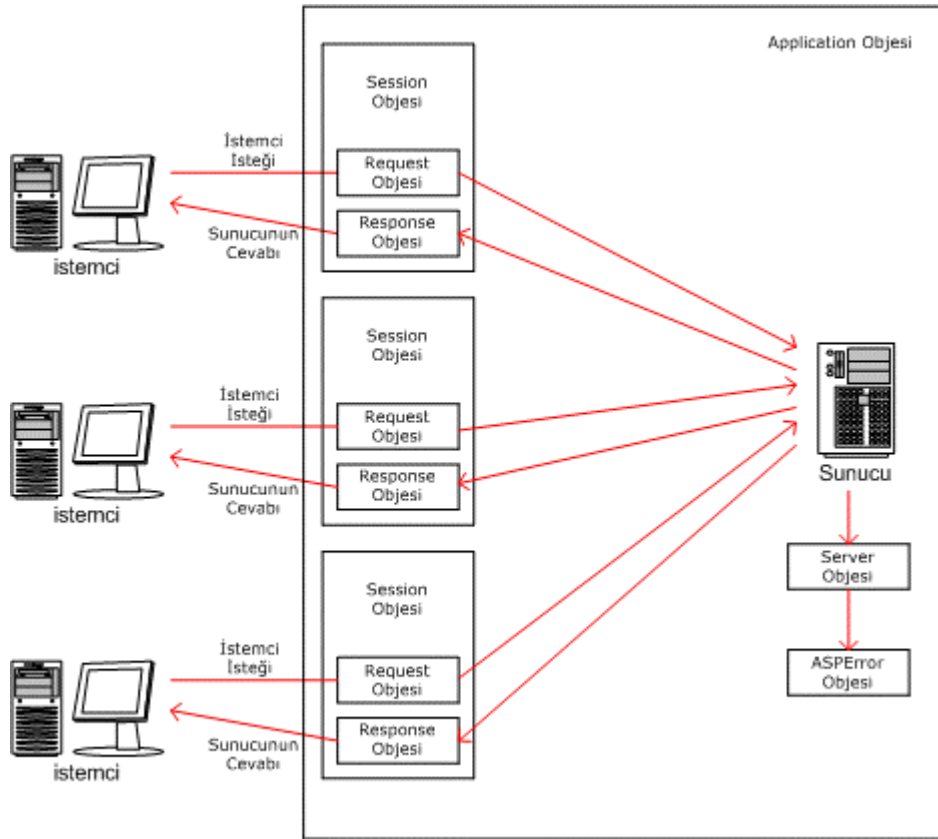 Application Objesi
Session
Objesi
İstemci
İsteği
Request
Objesi
Response
Objesi
Sunucunun
Cevabı
istemci
Session
Objesi
İstemci
İsteği
Request
Objesi
Response
Objesi
Sunucunun
Cevabı
istemci
Sunucu
Server
Objesi
Session
Objesi
İstemci
İsteği
Request
Objesi
ASPError
Objesi
Response
Objesi
Sunucunun
Cevabı
istemci